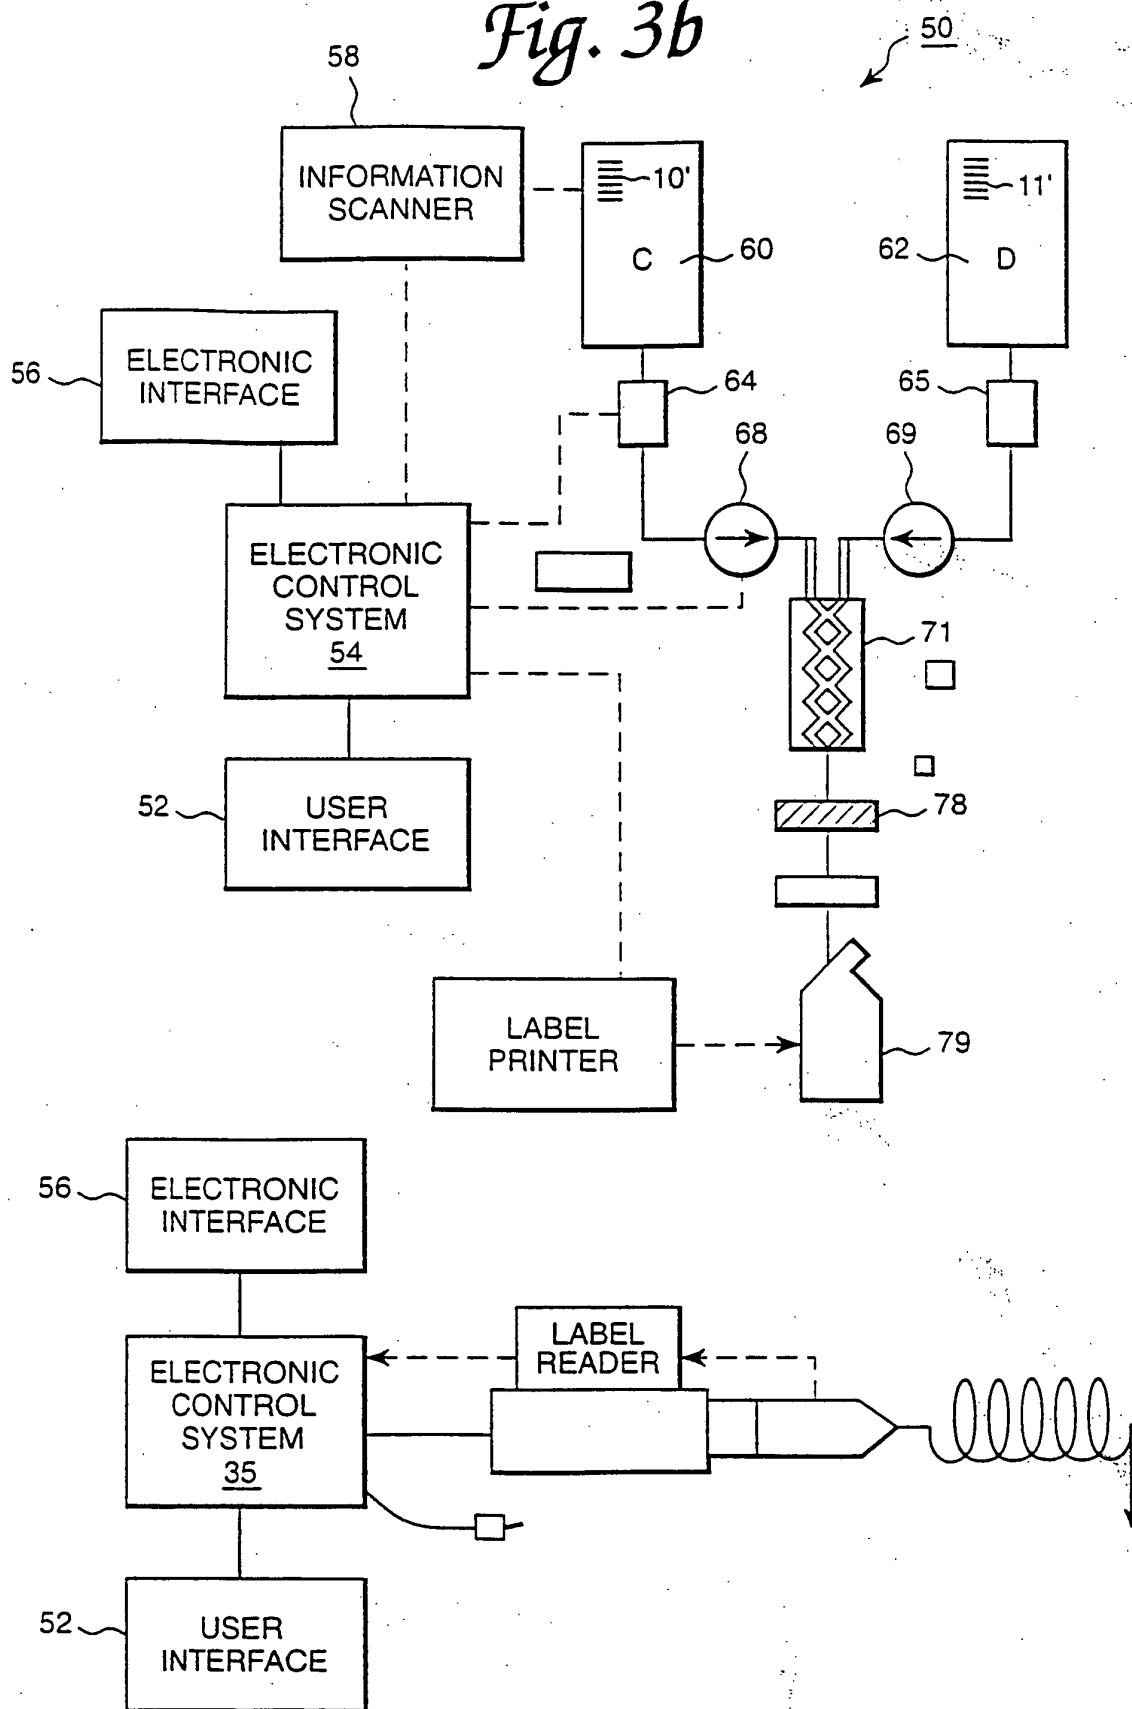 Fig. 3b
50
58
INFORMATION
SCANNER
10'
C
60
11'
62
D
56
ELECTRONIC
INTERFACE
64
65
68
69
ELECTRONIC
CONTROL
SYSTEM
54
71
52
USER
INTERFACE
78
LABEL
PRINTER
79
56
ELECTRONIC
INTERFACE
LABEL
READER
ELECTRONIC
CONTROL
SYSTEM
35
52
USER
INTERFACE